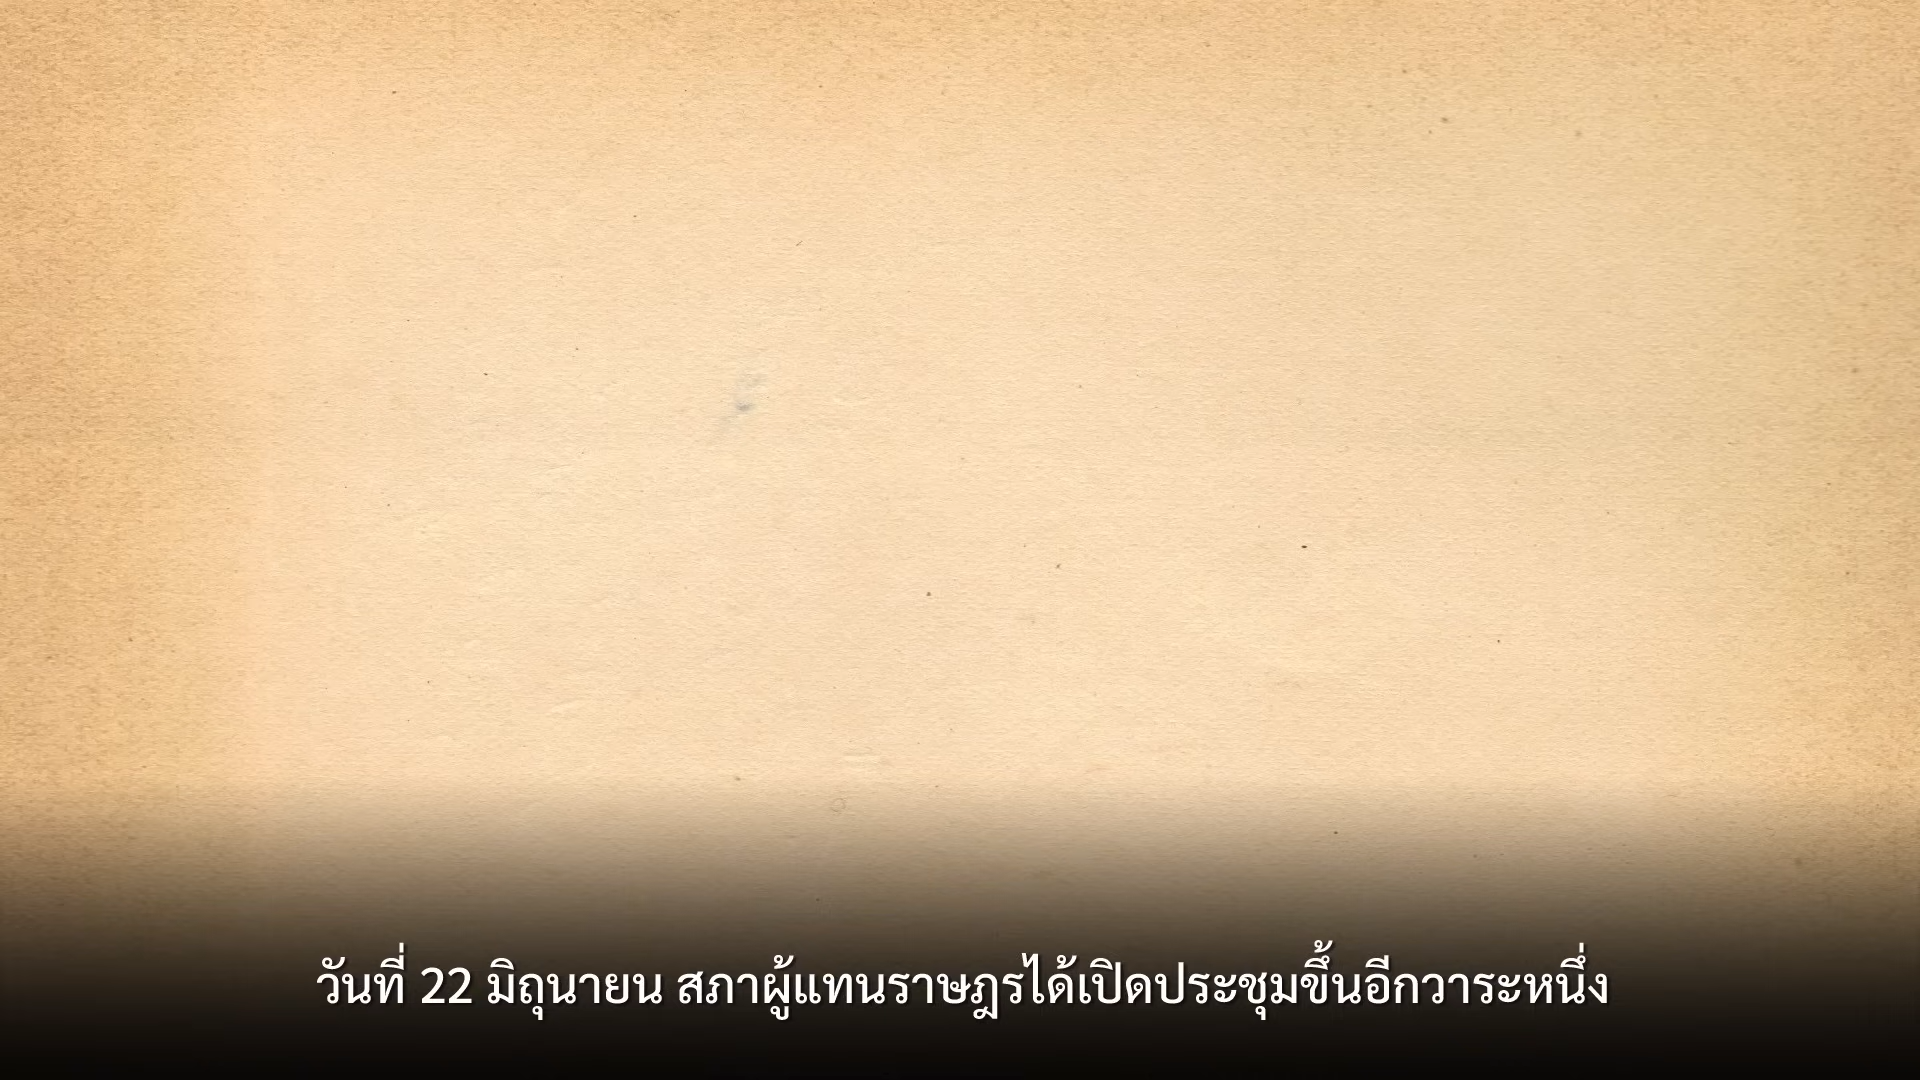 วันที่ 22 มิถุนายน สภาผู้แทนราษฎรได้เปิดประชุมขึ้นอีกวาระหนึ่ง